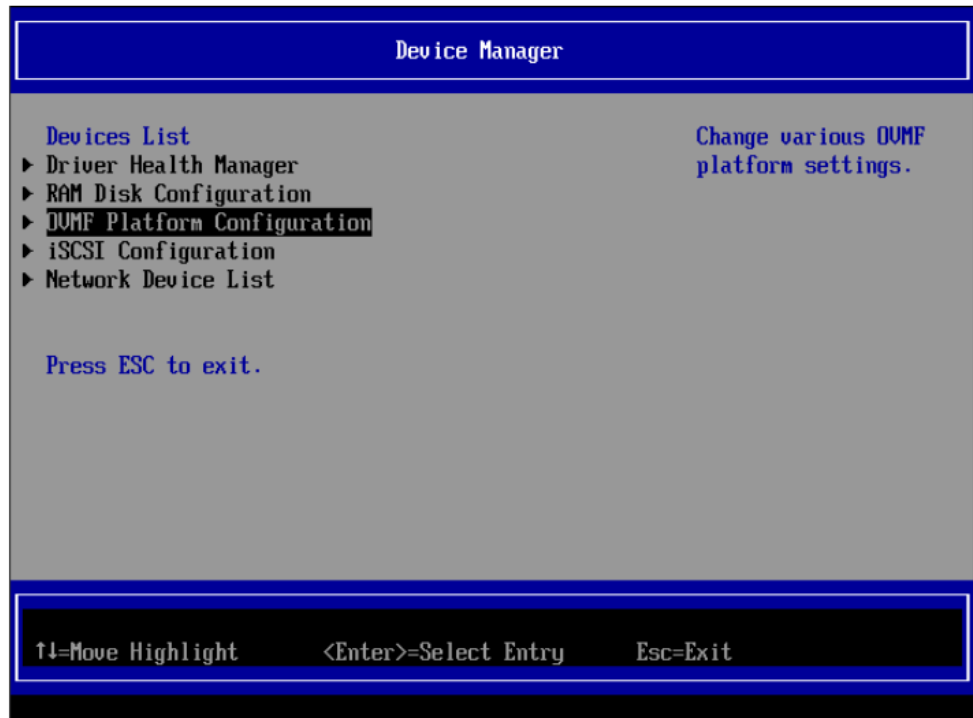 Device Manager
Devices List
Change various OVMF
▶ Driver Health Manager
platform settings.
▶ RAM Disk Configuration
▶ OVMF Platform Configuration
▶ iSCSI Configuration
▶ Network Device List
Press ESC to exit.
↑↓=Move Highlight <Enter>=Select Entry Esc=Exit